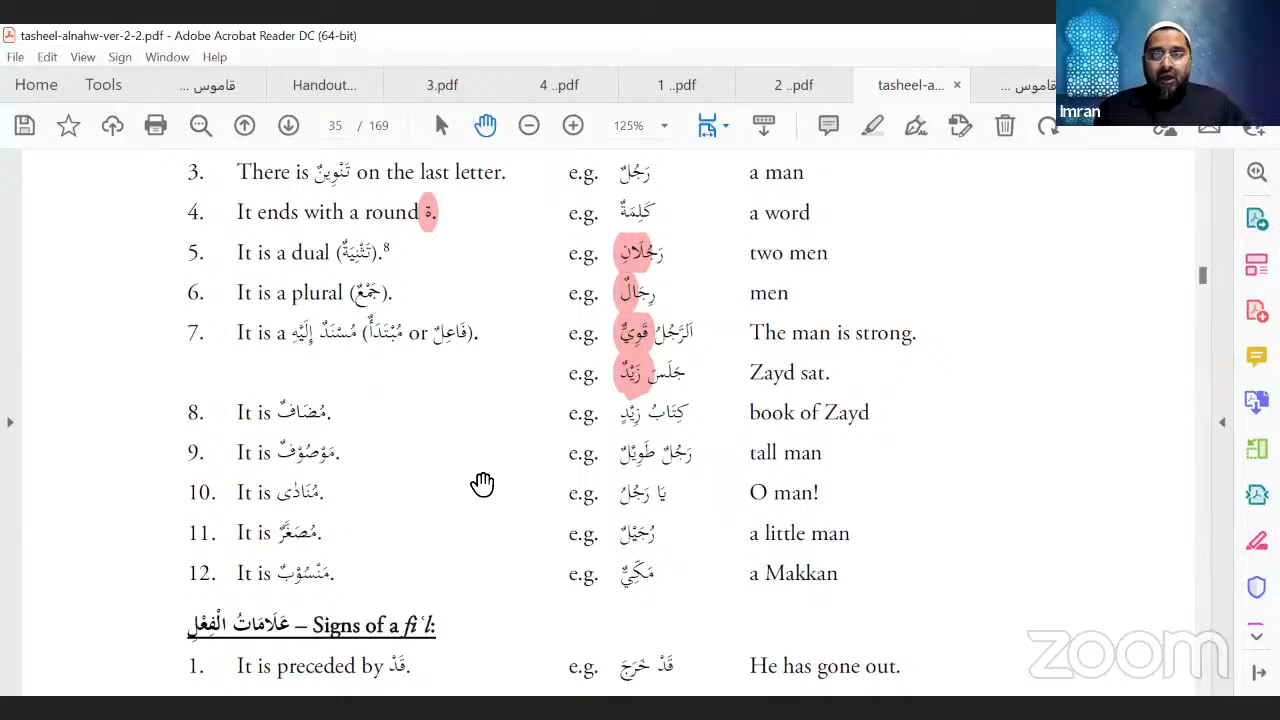 tasheel-alnahw-ver-2-2.pdf - Adobe Acrobat Reader DC (64-bit)
File Edit View Window Help
Home Tools قاموس ... Handout... 3.pdf 4 ..pdf 1 ..pdf 2 ..pdf tasheel-a... × قاموس ...
35 / 169 125%
Imran
3. There is تَنْوِينٌ on the last letter. e.g. رَجُلٌ a man
4. It ends with a round ة. e.g. كَلِمَةٌ a word
5. It is a dual (تَثْنِيَةٌ).⁸ e.g. رَجُلَانِ two men
6. It is a plural (جَمْعٌ). e.g. رِجَالٌ men
7. It is a مُسْنَدٌ إِلَيْهِ (مُبْتَدَأٌ or فَاعِلٌ). e.g. اَلرَّجُلُ قَوِيٌّ The man is strong.
e.g. جَلَسَ زَيْدٌ Zayd sat.
8. It is مُضَافٌ. e.g. كِتَابُ زَيْدٍ book of Zayd
9. It is مَوْصُوْفٌ. e.g. رَجُلٌ طَوِيْلٌ tall man
10. It is مُنَادٰى. e.g. يَا رَجُلُ O man!
11. It is مُصَغَّرٌ. e.g. رُجَيْلٌ a little man
12. It is مَنْسُوْبٌ. e.g. مَكِّيٌّ a Makkan
عَلَامَاتُ الْفِعْلِ – Signs of a fiʿl:
1. It is preceded by قَدْ. e.g. قَدْ خَرَجَ He has gone out.
zoom